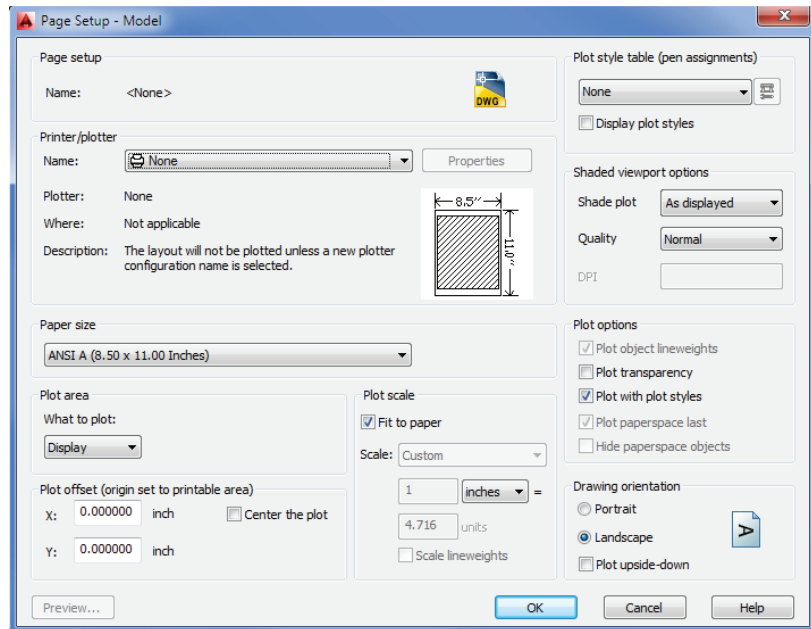 Page Setup - Model
Page setup
Name: <None>
DWG
Printer/plotter
Name: None
Properties
Plotter: None
Where: Not applicable
Description: The layout will not be plotted unless a new plotter
configuration name is selected.
8.5″
11.0″
Paper size
ANSI A (8.50 x 11.00 Inches)
Plot area
What to plot:
Display
Plot offset (origin set to printable area)
X: 0.000000 inch
Center the plot
Y: 0.000000 inch
Plot scale
Fit to paper
Scale: Custom
1 inches =
4.716 units
Scale lineweights
Plot style table (pen assignments)
None
Display plot styles
Shaded viewport options
Shade plot As displayed
Quality Normal
DPI
Plot options
Plot object lineweights
Plot transparency
Plot with plot styles
Plot paperspace last
Hide paperspace objects
Drawing orientation
Portrait
Landscape
A
Plot upside-down
Preview...
OK
Cancel
Help